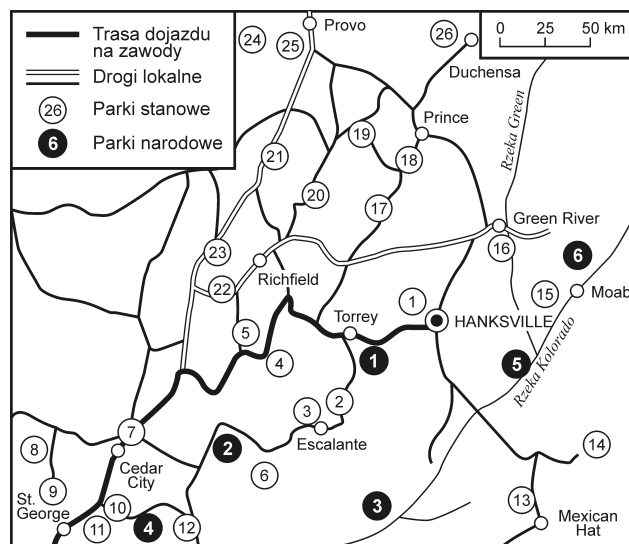 Trasa dojazdu
na zawody
Drogi lokalne
26 Parki stanowe
6 Parki narodowe
0 25 50 km
24
25
Provo
26
Duchensa
Rzeka Green
19
Prince
18
21
20
17
Green River
16
23
Richfield
6
22
15
Moab
1
HANKSVILLE
5
Torrey
4
1
5
Rzeka Kolorado
3
2
Escalante
7
2
8
Cedar
City
6
14
9
St.
George
10
11
4
12
3
13
Mexican
Hat